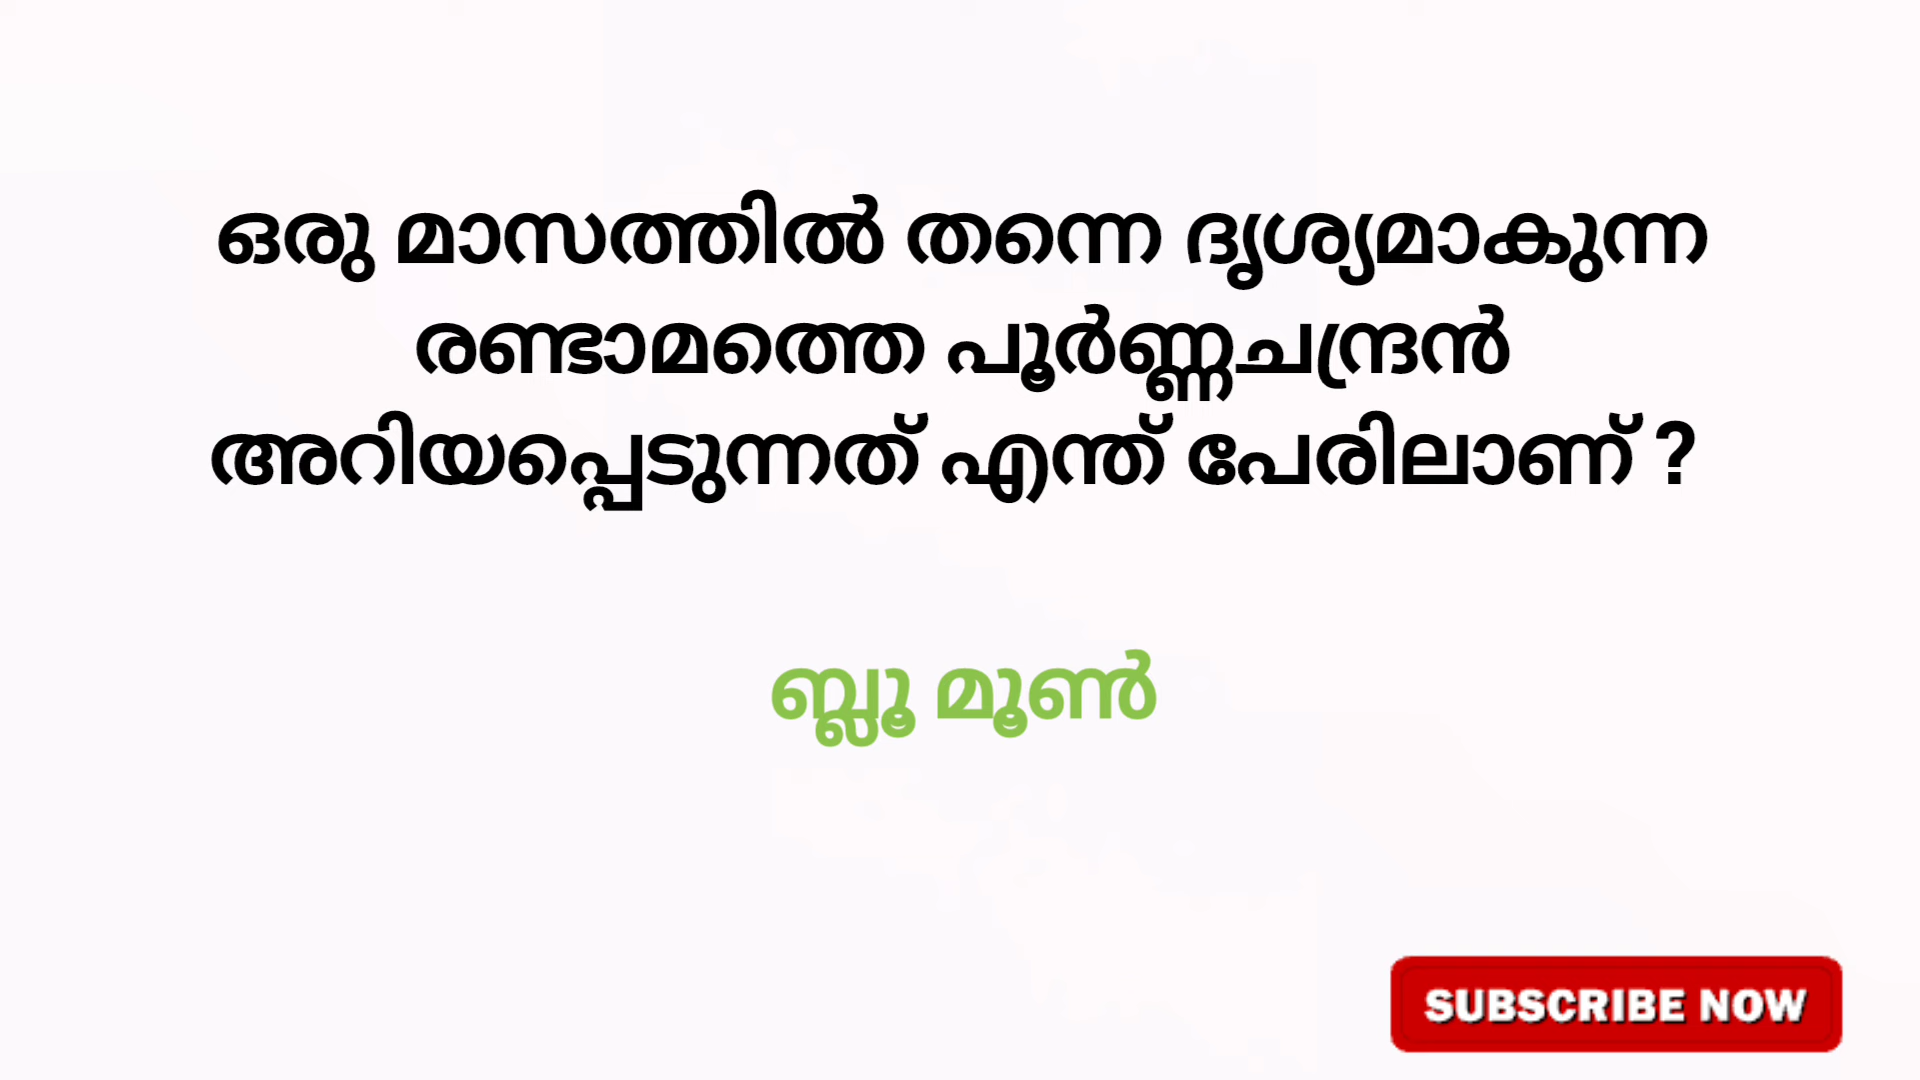 ഒരു മാസത്തിൽ തന്നെ ദൃശ്യമാകുന്ന
രണ്ടാമത്തെ പൂർണ്ണചന്ദ്രൻ
അറിയപ്പെടുന്നത് എന്ത് പേരിലാണ് ?
ബ്ലൂ മൂൺ
SUBSCRIBE NOW